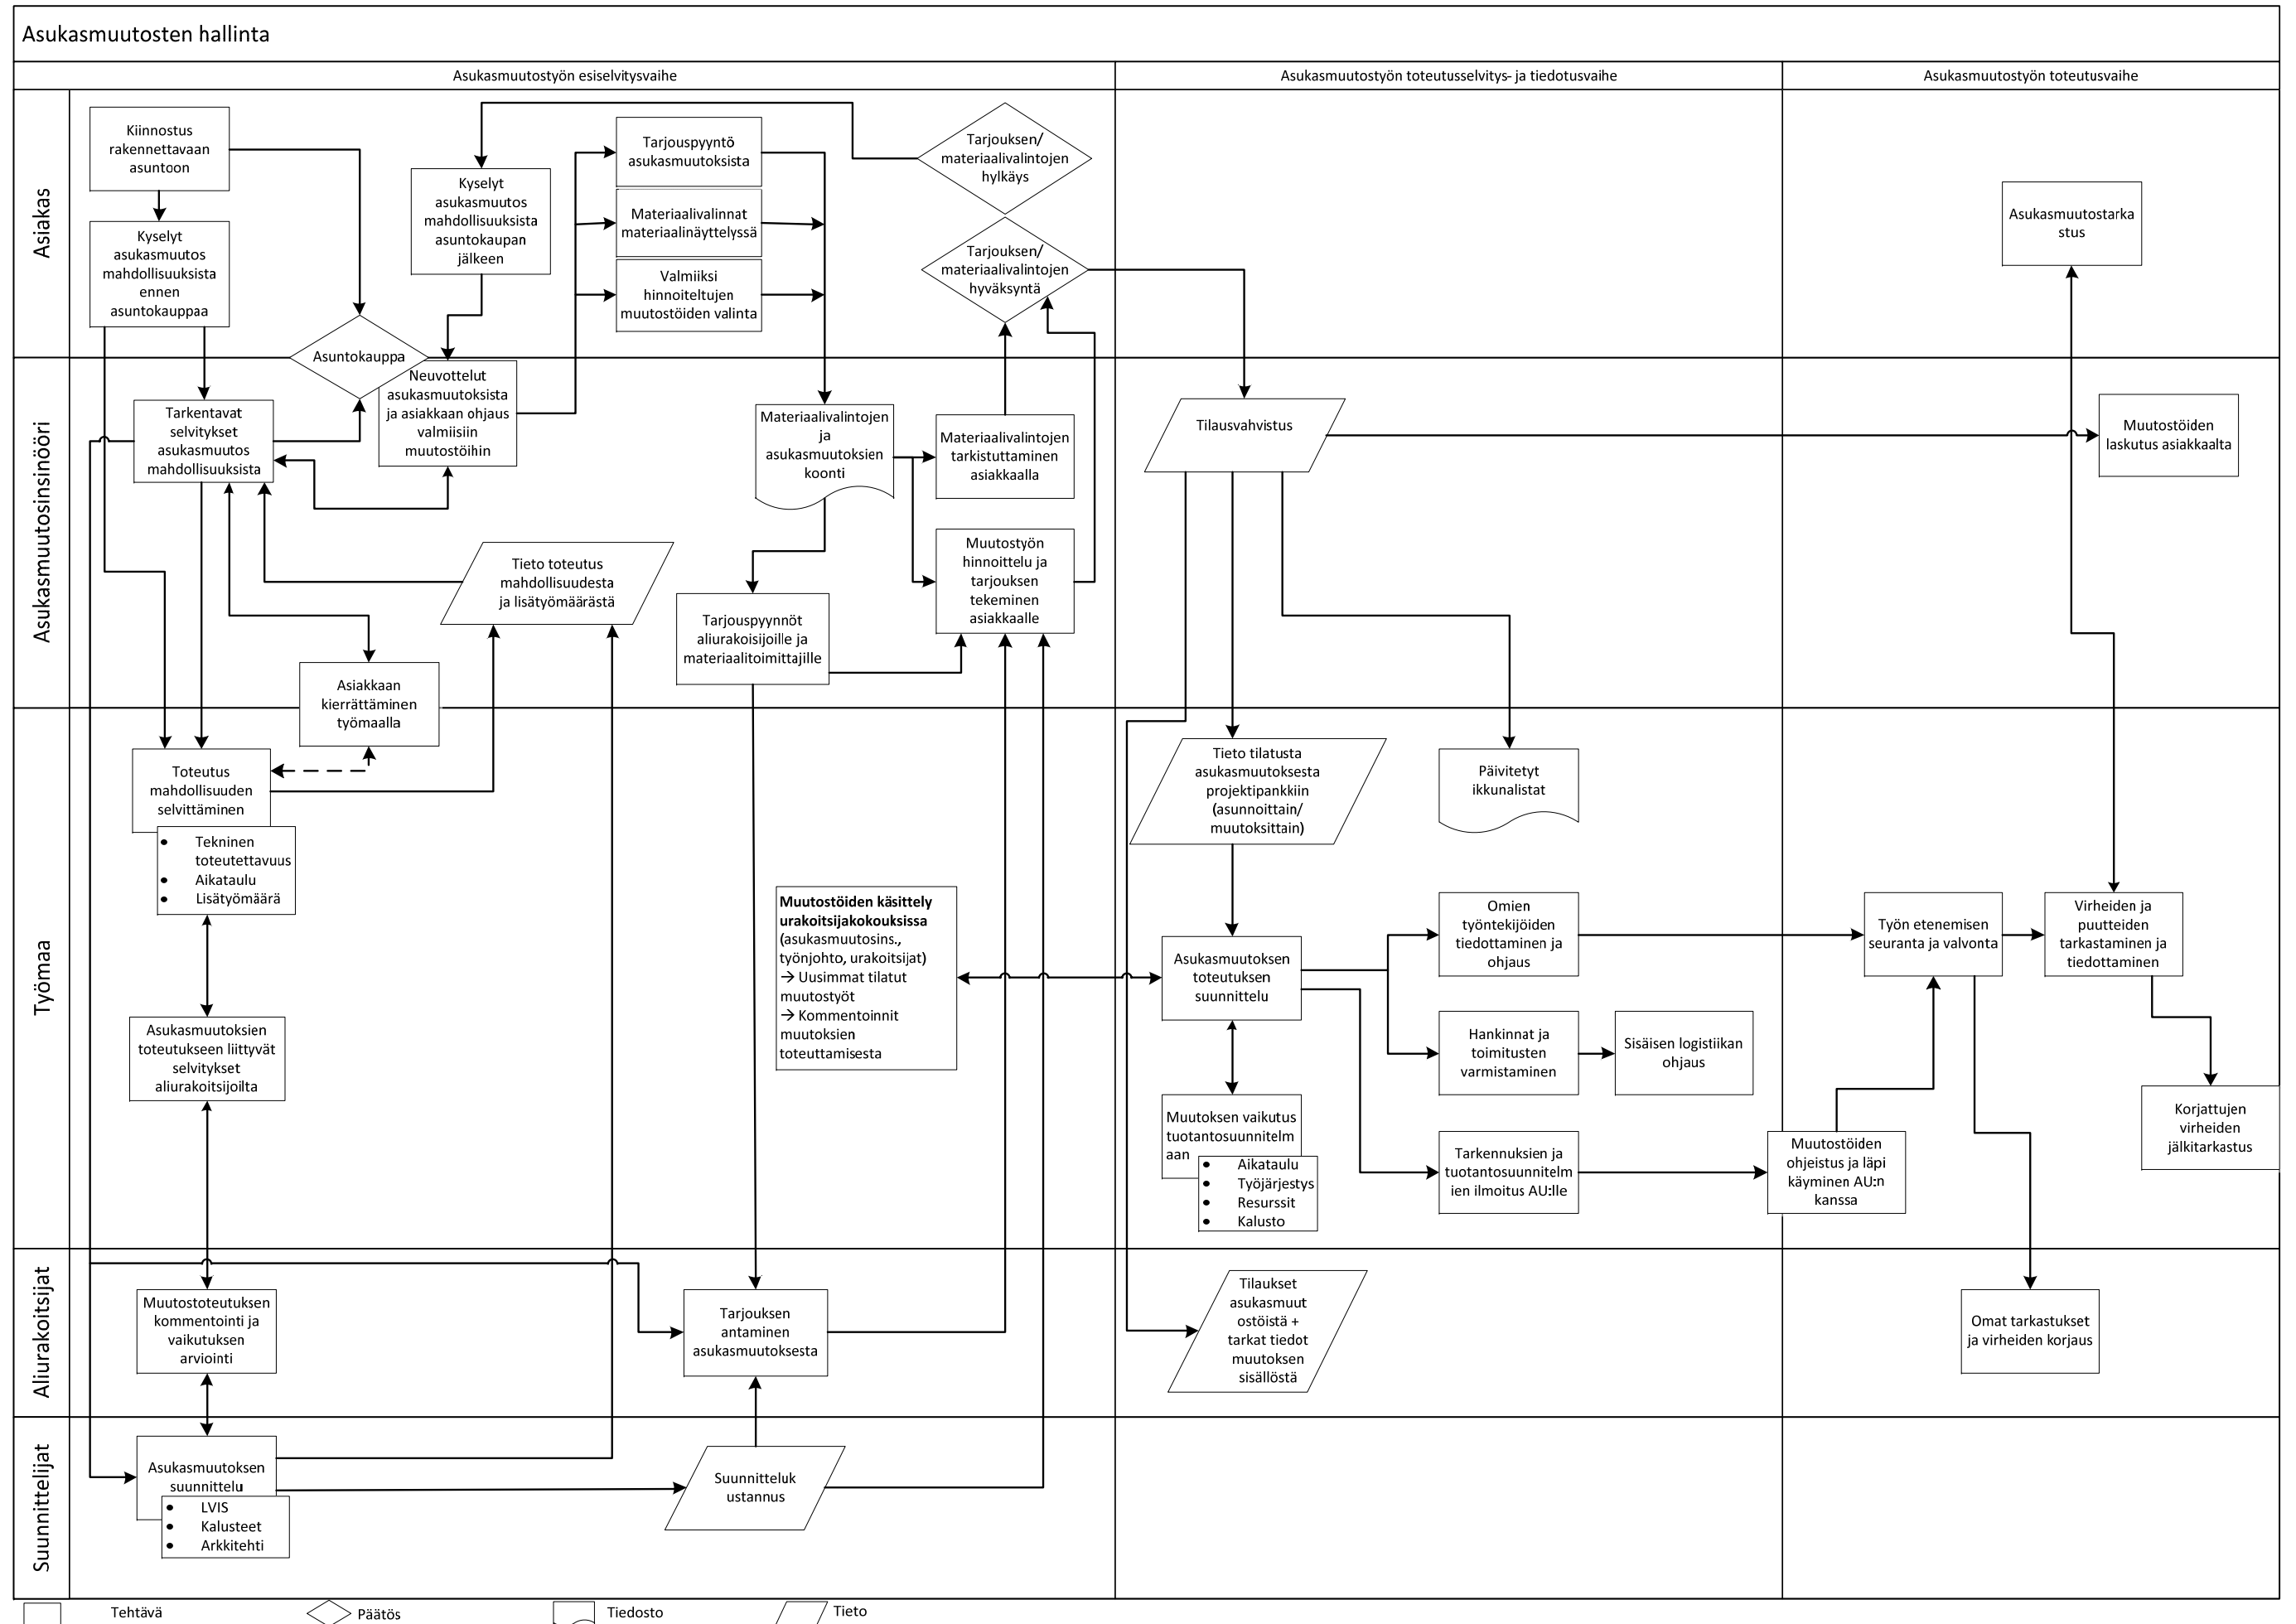 Asukasmuutosten hallinta
Asukasmuutostyön esiselvitysvaihe
Asukasmuutostyön toteutusselvitys- ja tiedotusvaihe
Asukasmuutostyön toteutusvaihe
Asiakas
Kiinnostus
rakennettavaan
asuntoon
Kyselyt
asukasmuutos
mahdollisuuksista
ennen
asuntokauppaa
Kyselyt
asukasmuutos
mahdollisuuksista
asuntokaupan
jälkeen
Tarjouspyyntö
asukasmuutoksista
Materiaalivalinnat
materiaalinäyttelyssä
Valmiiksi
hinnoiteltujen
muutostöiden valinta
Tarjouksen/
materiaalivalintojen
hylkäys
Tarjouksen/
materiaalivalintojen
hyväksyntä
Asukasmuutostarka
stus
Asuntokauppa
Asukasmuutosinsinööri
Tarkentavat
selvitykset
asukasmuutos
mahdollisuuksista
Neuvottelut
asukasmuutoksista
ja asiakkaan ohjaus
valmiisiin
muutostöihin
Materiaalivalintojen
ja
asukasmuutoksien
koonti
Materiaalivalintojen
tarkistuttaminen
asiakkaalla
Tilausvahvistus
Muutostöiden
laskutus asiakkaalta
Tieto toteutus
mahdollisuudesta
ja lisätyömäärästä
Muutostyön
hinnoittelu ja
tarjouksen
tekeminen
asiakkaalle
Tarjouspyynnöt
aliurakoisijoille ja
materiaalitoimittajille
Asiakkaan
kierrättäminen
työmaalla
Työmaa
Toteutus
mahdollisuuden
selvittäminen
• Tekninen
toteutettavuus
• Aikataulu
• Lisätyömäärä
Asukasmuutoksien
toteutukseen liittyvät
selvitykset
aliurakoitsijoilta
Muutostöiden käsittely
urakoitsijakokouksissa
(asukasmuutosins.,
työnjohto, urakoitsijat)
→ Uusimmat tilatut
muutostyöt
→ Kommentoinnit
muutoksien
toteuttamisesta
Tieto tilatusta
asukasmuutoksesta
projektipankkiin
(asunnoittain/
muutoksittain)
Päivitetyt
ikkunalistat
Asukasmuutoksen
toteutuksen
suunnittelu
Omien
työntekijöiden
tiedottaminen ja
ohjaus
Hankinnat ja
toimitusten
varmistaminen
Sisäisen logistiikan
ohjaus
Muutoksen vaikutus
tuotantosuunnitelm
aan
• Aikataulu
• Työjärjestys
• Resurssit
• Kalusto
Tarkennuksien ja
tuotantosuunnitelm
ien ilmoitus AU:lle
Muutostöiden
ohjeistus ja läpi
käyminen AU:n
kanssa
Työn etenemisen
seuranta ja valvonta
Virheiden ja
puutteiden
tarkastaminen ja
tiedottaminen
Korjattujen
virheiden
jälkitarkastus
Aliurakoitsijat
Muutostoteutuksen
kommentointi ja
vaikutuksen
arviointi
Tarjouksen
antaminen
asukasmuutoksesta
Tilaukset
asukasmuut
ostöistä +
tarkat tiedot
muutoksen
sisällöstä
Omat tarkastukset
ja virheiden korjaus
Suunnittelijat
Asukasmuutoksen
suunnittelu
• LVIS
• Kalusteet
• Arkkitehti
Suunnitteluk
ustannus
Tehtävä
Päätös
Tiedosto
Tieto